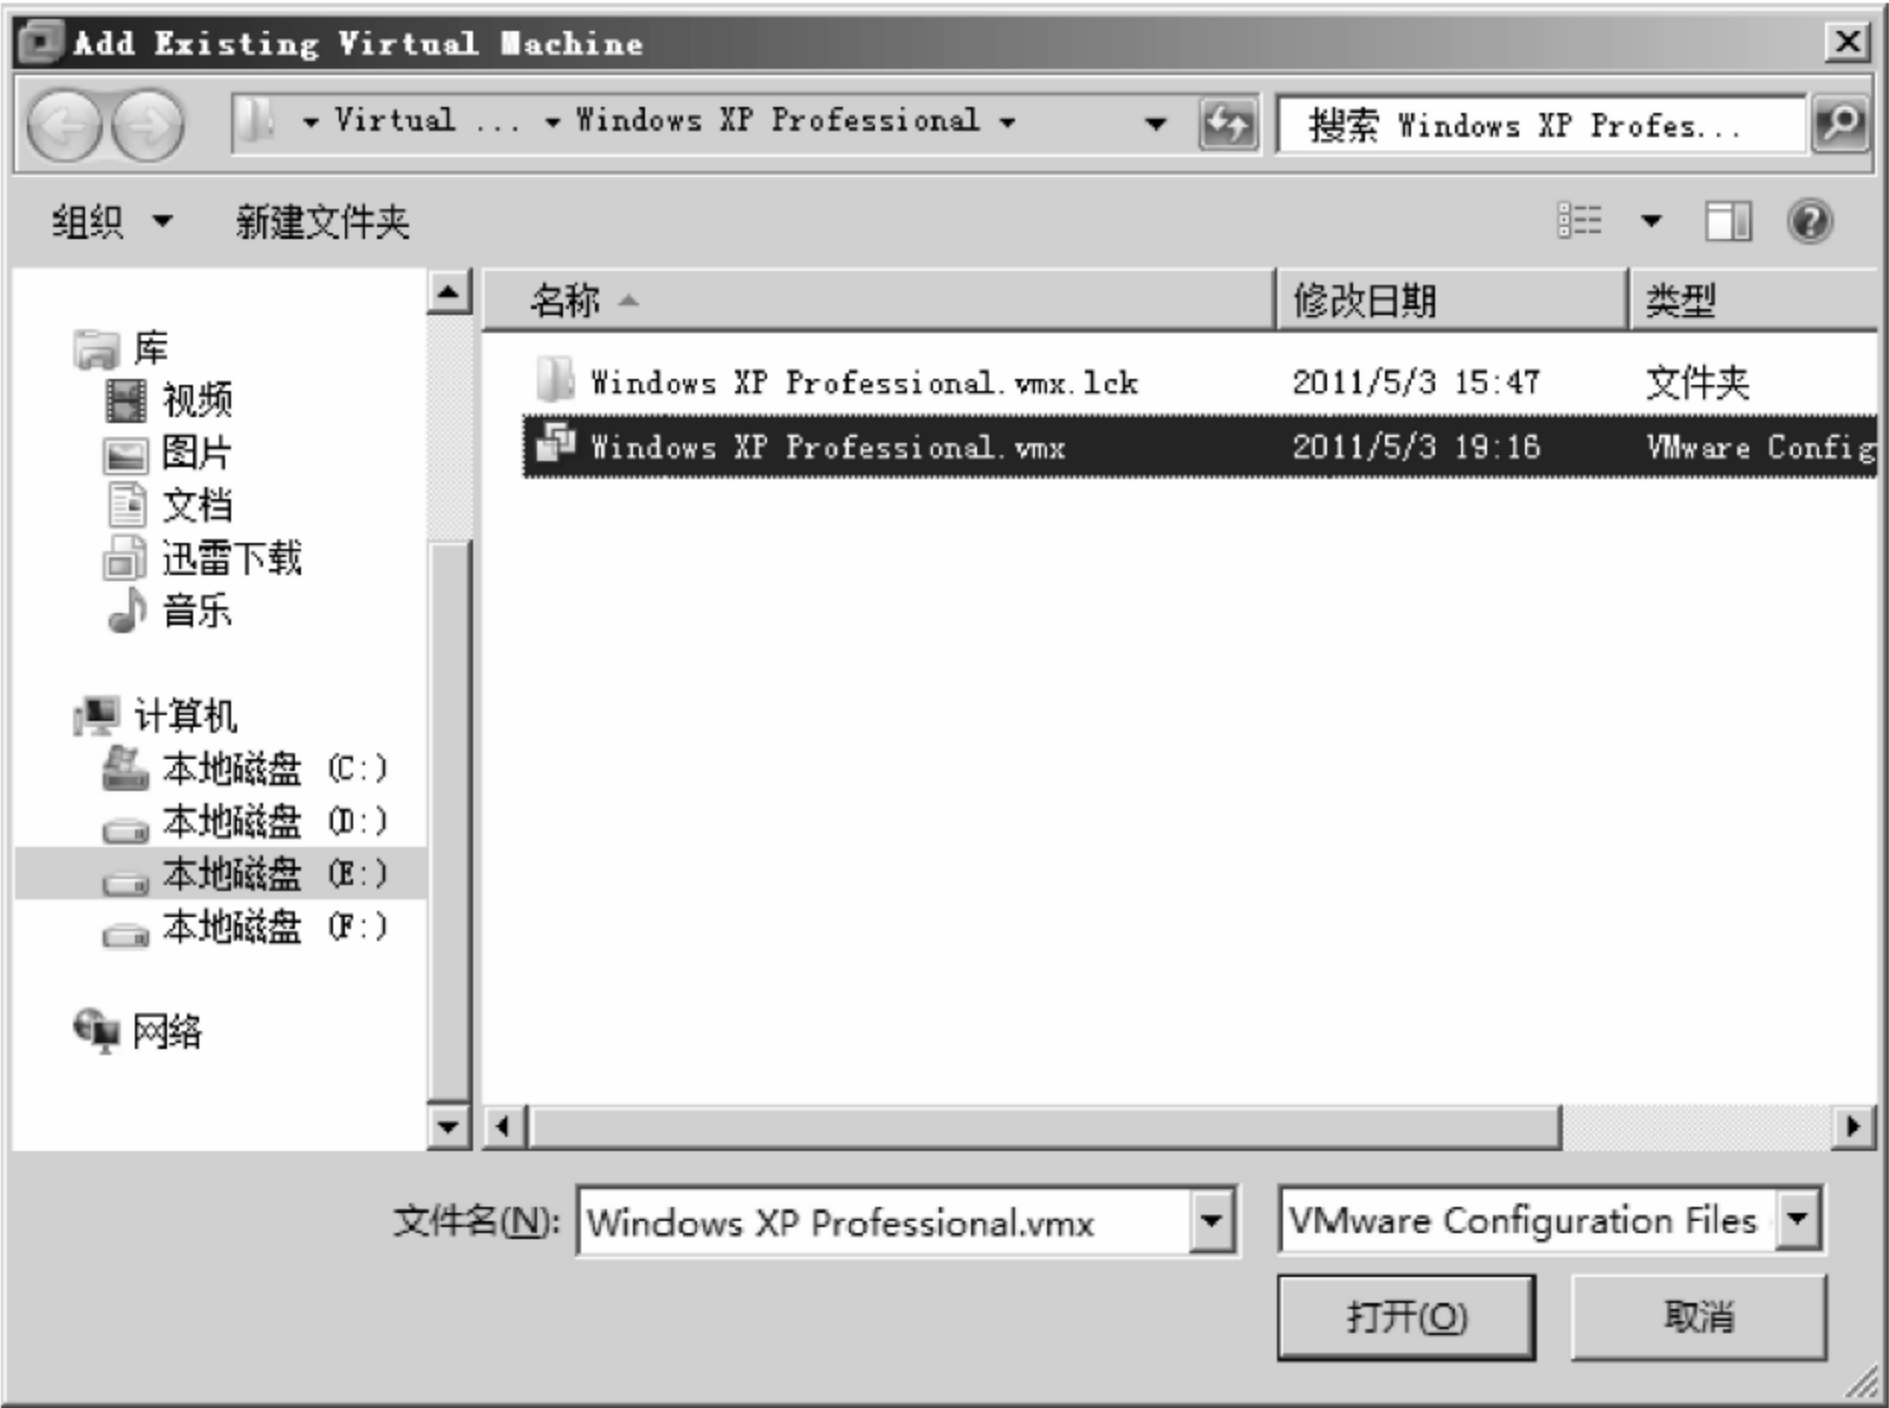 Add Existing Virtual Machine
Virtual ... Windows XP Professional
搜索 Windows XP Profes...
组织 新建文件夹
名称 修改日期 类型
库
视频
图片
文档
迅雷下载
音乐
计算机
本地磁盘 (C:)
本地磁盘 (D:)
本地磁盘 (E:)
本地磁盘 (F:)
网络
Windows XP Professional.vmx.lck 2011/5/3 15:47 文件夹
Windows XP Professional.vmx 2011/5/3 19:16 VMware Config
文件名(N): Windows XP Professional.vmx VMware Configuration Files
打开(O) 取消